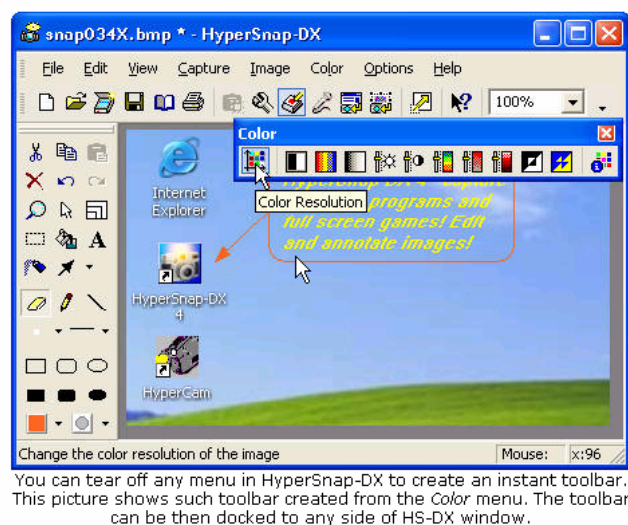 snap034X.bmp * - HyperSnap-DX
File Edit View Capture Image Color Options Help
100%
Color
Color Resolution
HyperSnap-DX 4 - capture
programs and
full screen games! Edit
and annotate images!
Internet
Explorer
HyperSnap-DX
4
HyperCam
A
Change the color resolution of the image
Mouse:
x:96
You can tear off any menu in HyperSnap-DX to create an instant toolbar.
This picture shows such toolbar created from the Color menu. The toolbar
can be then docked to any side of HS-DX window.